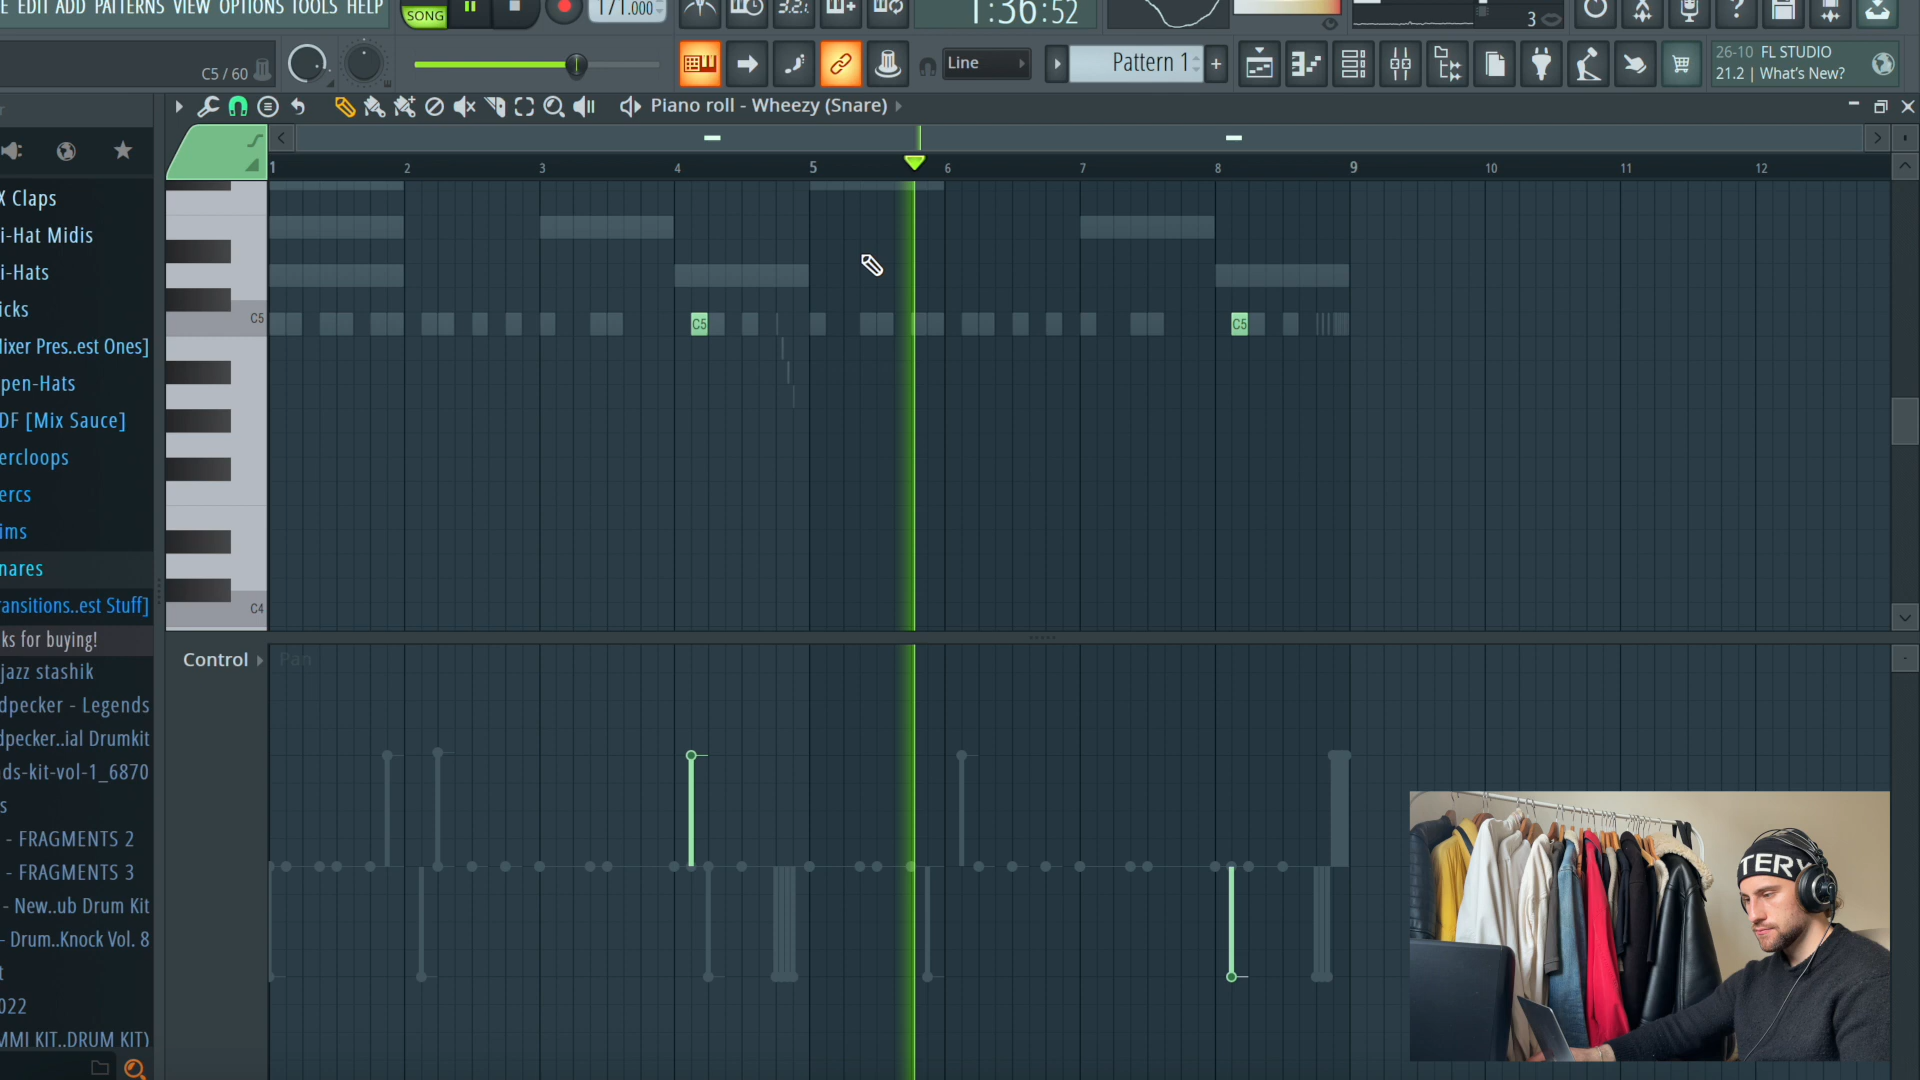 EDIT ADD PATTERNS VIEW OPTIONS TOOLS HELP
SONG
171.000
3.2.
1:36:52
3
C5 / 60
Line
Pattern 1
+
26-10 FL STUDIO
21.2 | What's New?
Piano roll - Wheezy (Snare)
1 2 3 4 5 6 7 8 9 10 11 12
X Claps
i-Hat Midis
i-Hats
icks
lixer Pres..est Ones]
pen-Hats
DF [Mix Sauce]
ercloops
ercs
ims
nares
ransitions..est Stuff]
ks for buying!
jazz stashik
dpecker - Legends
dpecker..ial Drumkit
ds-kit-vol-1_6870
s
- FRAGMENTS 2
- FRAGMENTS 3
- New..ub Drum Kit
- Drum..Knock Vol. 8
t
022
MMI KIT..DRUM KIT)
C5
C5
C5
C4
Control
Pan
TERY